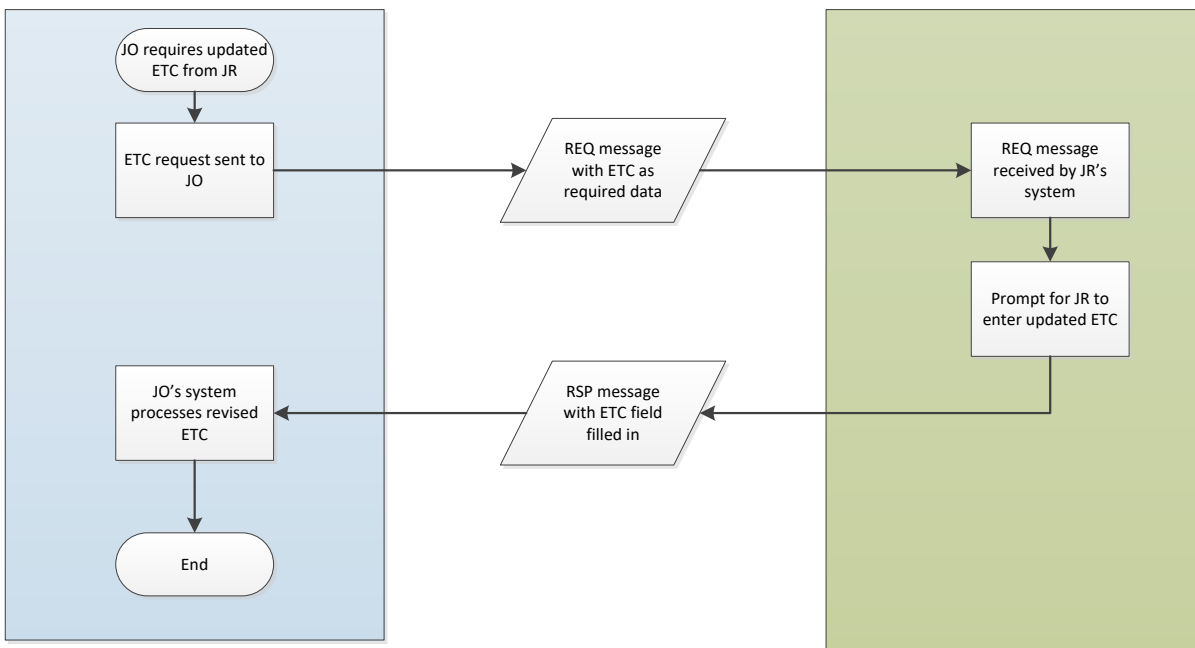 JO requires updated
ETC from JR
ETC request sent to
JO
REQ message
with ETC as
required data
REQ message
received by JR’s
system
Prompt for JR to
enter updated ETC
RSP message
with ETC field
filled in
JO’s system
processes revised
ETC
End